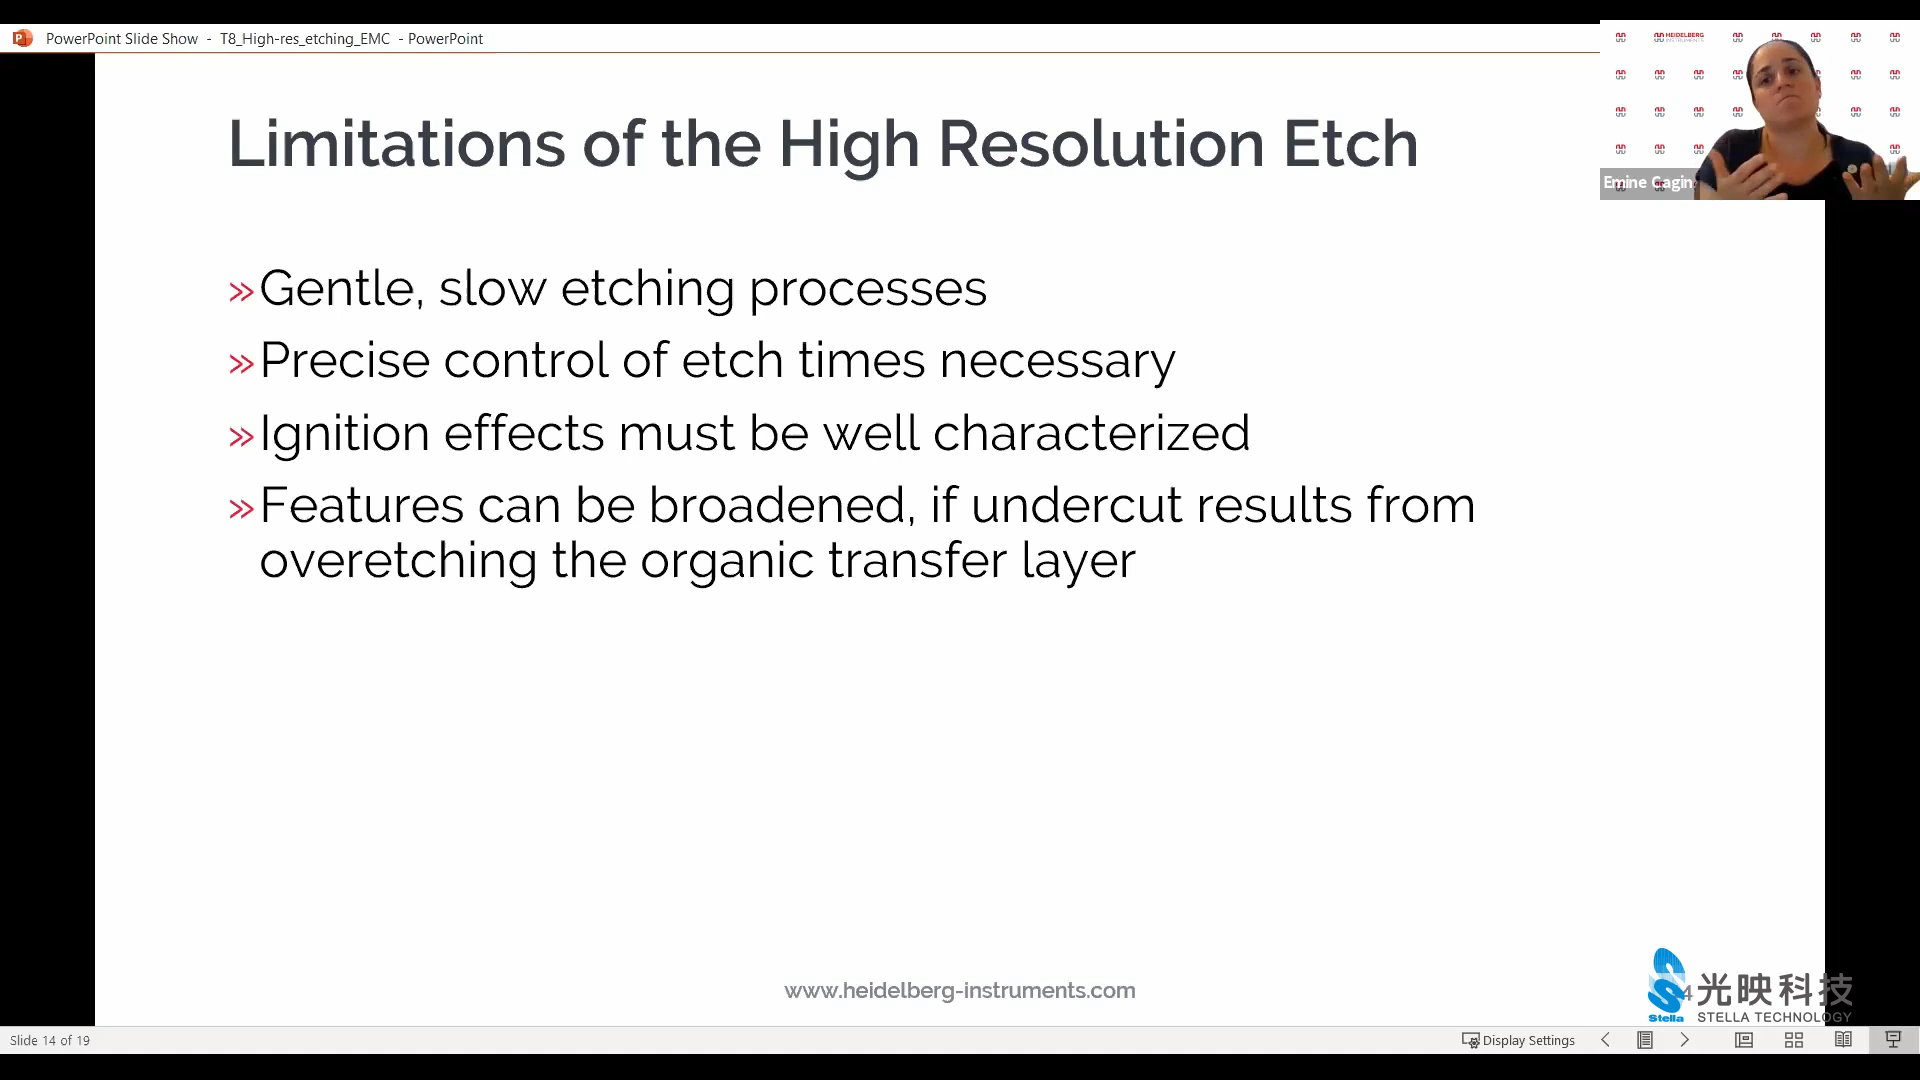 PowerPoint Slide Show - T8_High-res_etching_EMC - PowerPoint
HEIDELBERG
INSTRUMENTS
Emine Cagin
Limitations of the High Resolution Etch
» Gentle, slow etching processes
» Precise control of etch times necessary
» Ignition effects must be well characterized
» Features can be broadened, if undercut results from
overetching the organic transfer layer
www.heidelberg-instruments.com
光映科技
Stella
STELLA TECHNOLOGY
Slide 14 of 19
Display Settings